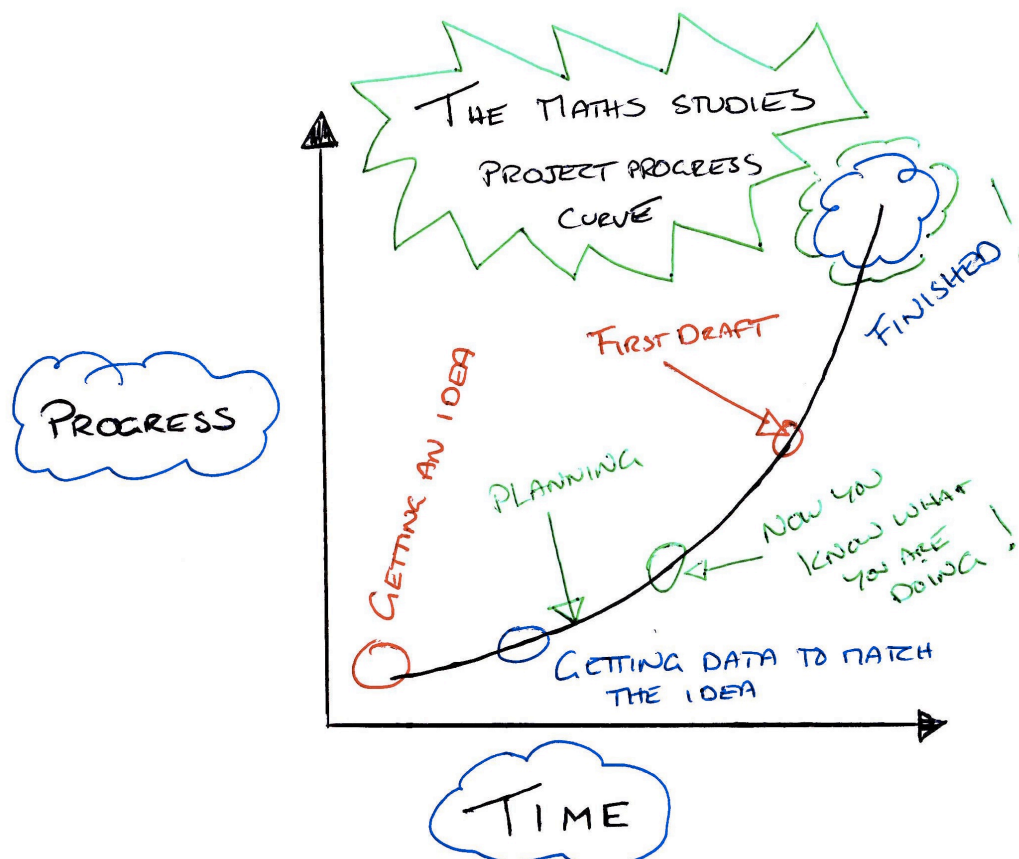 THE MATHS STUDIES
PROJECT PROGRESS
CURVE
FINISHED !
FIRST DRAFT
GETTING AN IDEA
PROGRESS
PLANNING
NOW YOU
KNOW WHAT
YOU ARE
DOING !
GETTING DATA TO MATCH
THE IDEA
TIME